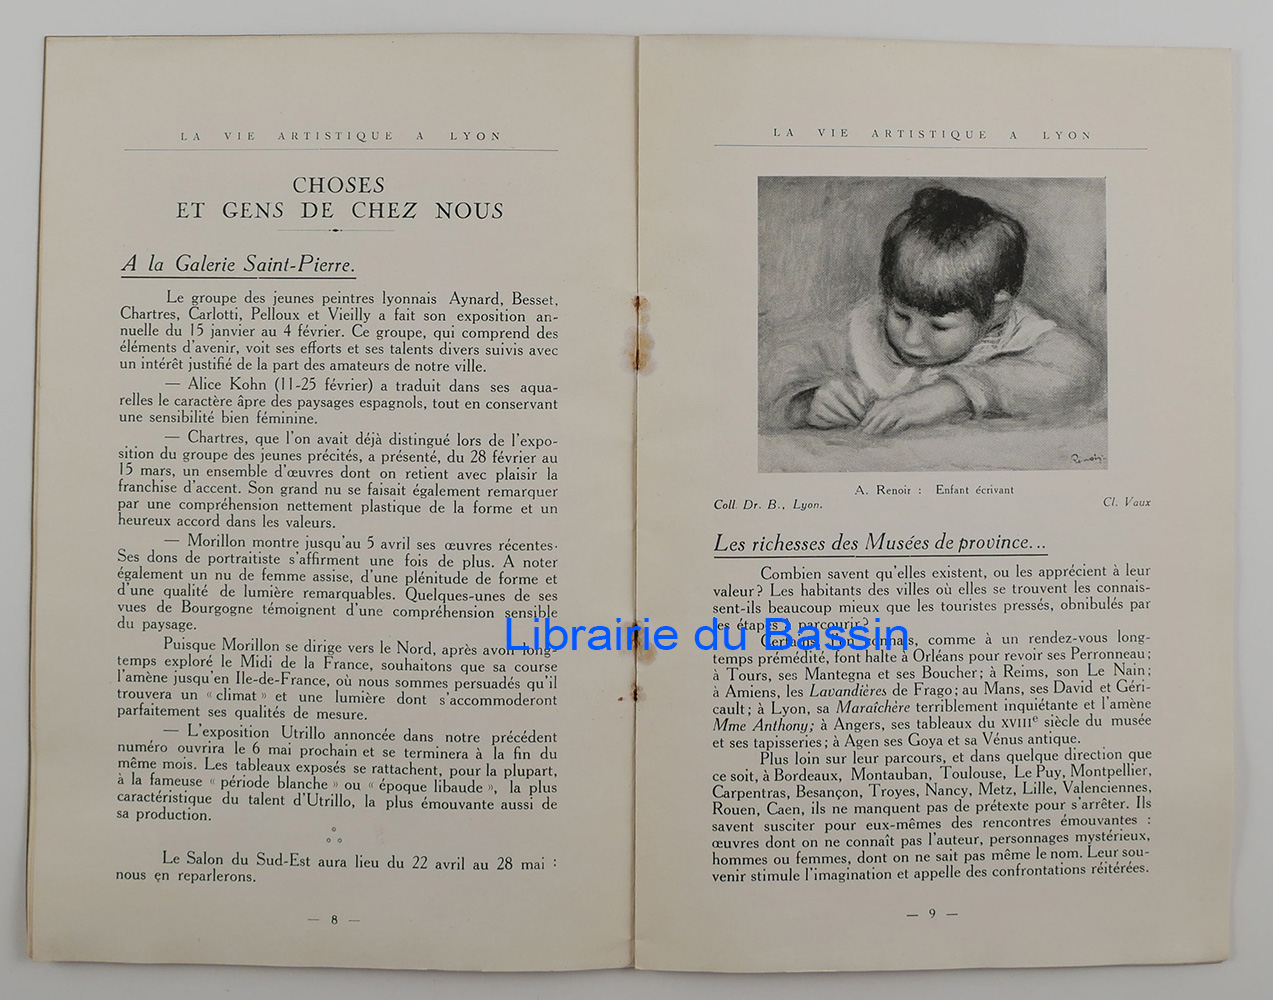 LA VIE ARTISTIQUE A LYON
CHOSES
ET GENS DE CHEZ NOUS
A la Galerie Saint-Pierre.
Le groupe des jeunes peintres lyonnais Aynard, Besset,
Chartres, Carlotti, Pelloux et Vieilly a fait son exposition an-
nuelle du 15 janvier au 4 février. Ce groupe, qui comprend des
éléments d'avenir, voit ses efforts et ses talents divers suivis avec
un intérêt justifié de la part des amateurs de notre ville.
— Alice Kohn (11-25 février) a traduit dans ses aqua-
relles le caractère âpre des paysages espagnols, tout en conservant
une sensibilité bien féminine.
— Chartres, que l'on avait déjà distingué lors de l'expo-
sition du groupe des jeunes précités, a présenté, du 28 février au
15 mars, un ensemble d'œuvres dont on retient avec plaisir la
franchise d'accent. Son grand nu se faisait également remarquer
par une compréhension nettement plastique de la forme et un
heureux accord dans les valeurs.
— Morillon montre jusqu'au 5 avril ses œuvres récentes.
Ses dons de portraitiste s'affirment une fois de plus. A noter
également un nu de femme assise, d'une plénitude de forme et
d'une qualité de lumière remarquables. Quelques-unes de ses
vues de Bourgogne témoignent d'une compréhension sensible
du paysage.
Puisque Morillon se dirige vers le Nord, après avoir long-
temps exploré le Midi de la France, souhaitons que sa course
l'amène jusqu'en Ile-de-France, où nous sommes persuadés qu'il
trouvera un « climat » et une lumière dont s'accommoderont
parfaitement ses qualités de mesure.
— L'exposition Utrillo annoncée dans notre précédent
numéro ouvrira le 6 mai prochain et se terminera à la fin du
même mois. Les tableaux exposés se rattachent, pour la plupart,
à la fameuse « période blanche » ou « époque libaude », la plus
caractéristique du talent d'Utrillo, la plus émouvante aussi de
sa production.
Le Salon du Sud-Est aura lieu du 22 avril au 28 mai :
nous en reparlerons.
— 8 —
LA VIE ARTISTIQUE A LYON
Renoir.
A. Renoir : Enfant écrivant
Coll. Dr. B., Lyon. Cl. Vaux
Les richesses des Musées de province...
Combien savent qu'elles existent, ou les apprécient à leur
valeur ? Les habitants des villes où elles se trouvent les connais-
sent-ils beaucoup mieux que les touristes pressés, obnibulés par
les étapes à parcourir ?
Certains, j'en connais, comme à un rendez-vous long-
temps prémédité, font halte à Orléans pour revoir ses Perronneau ;
à Tours, ses Mantegna et ses Boucher ; à Reims, son Le Nain ;
à Amiens, les Lavandières de Frago ; au Mans, ses David et Géri-
cault ; à Lyon, sa Maraîchère terriblement inquiétante et l'amène
Mme Anthony ; à Angers, ses tableaux du XVIIIe siècle du musée
et ses tapisseries ; à Agen ses Goya et sa Vénus antique.
Plus loin sur leur parcours, et dans quelque direction que
ce soit, à Bordeaux, Montauban, Toulouse, Le Puy, Montpellier,
Carpentras, Besançon, Troyes, Nancy, Metz, Lille, Valenciennes,
Rouen, Caen, ils ne manquent pas de prétexte pour s'arrêter. Ils
savent susciter pour eux-mêmes des rencontres émouvantes :
œuvres dont on ne connaît pas l'auteur, personnages mystérieux,
hommes ou femmes, dont on ne sait pas même le nom. Leur sou-
venir stimule l'imagination et appelle des confrontations réitérées.
— 9 —
Librairie du Bassin